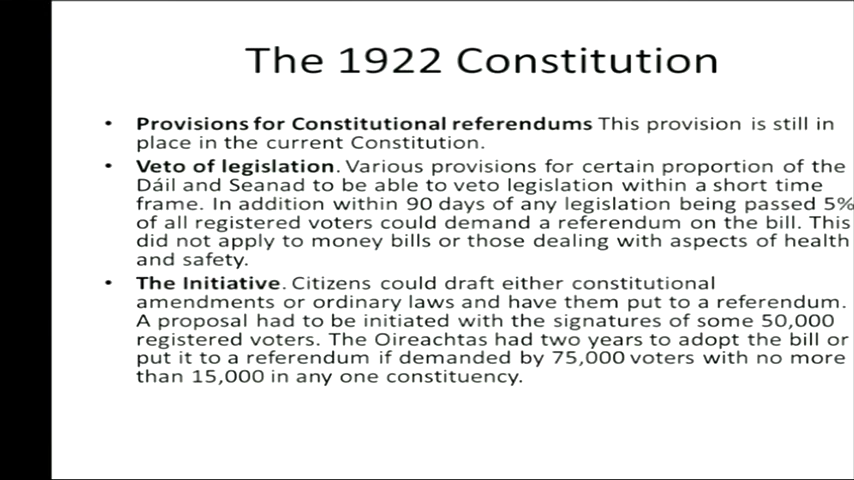 The 1922 Constitution
• Provisions for Constitutional referendums This provision is still in
place in the current Constitution.
• Veto of legislation. Various provisions for certain proportion of the
Dáil and Seanad to be able to veto legislation within a short time
frame. In addition within 90 days of any legislation being passed 5%
of all registered voters could demand a referendum on the bill. This
did not apply to money bills or those dealing with aspects of health
and safety.
• The Initiative. Citizens could draft either constitutional
amendments or ordinary laws and have them put to a referendum.
A proposal had to be initiated with the signatures of some 50,000
registered voters. The Oireachtas had two years to adopt the bill or
put it to a referendum if demanded by 75,000 voters with no more
than 15,000 in any one constituency.